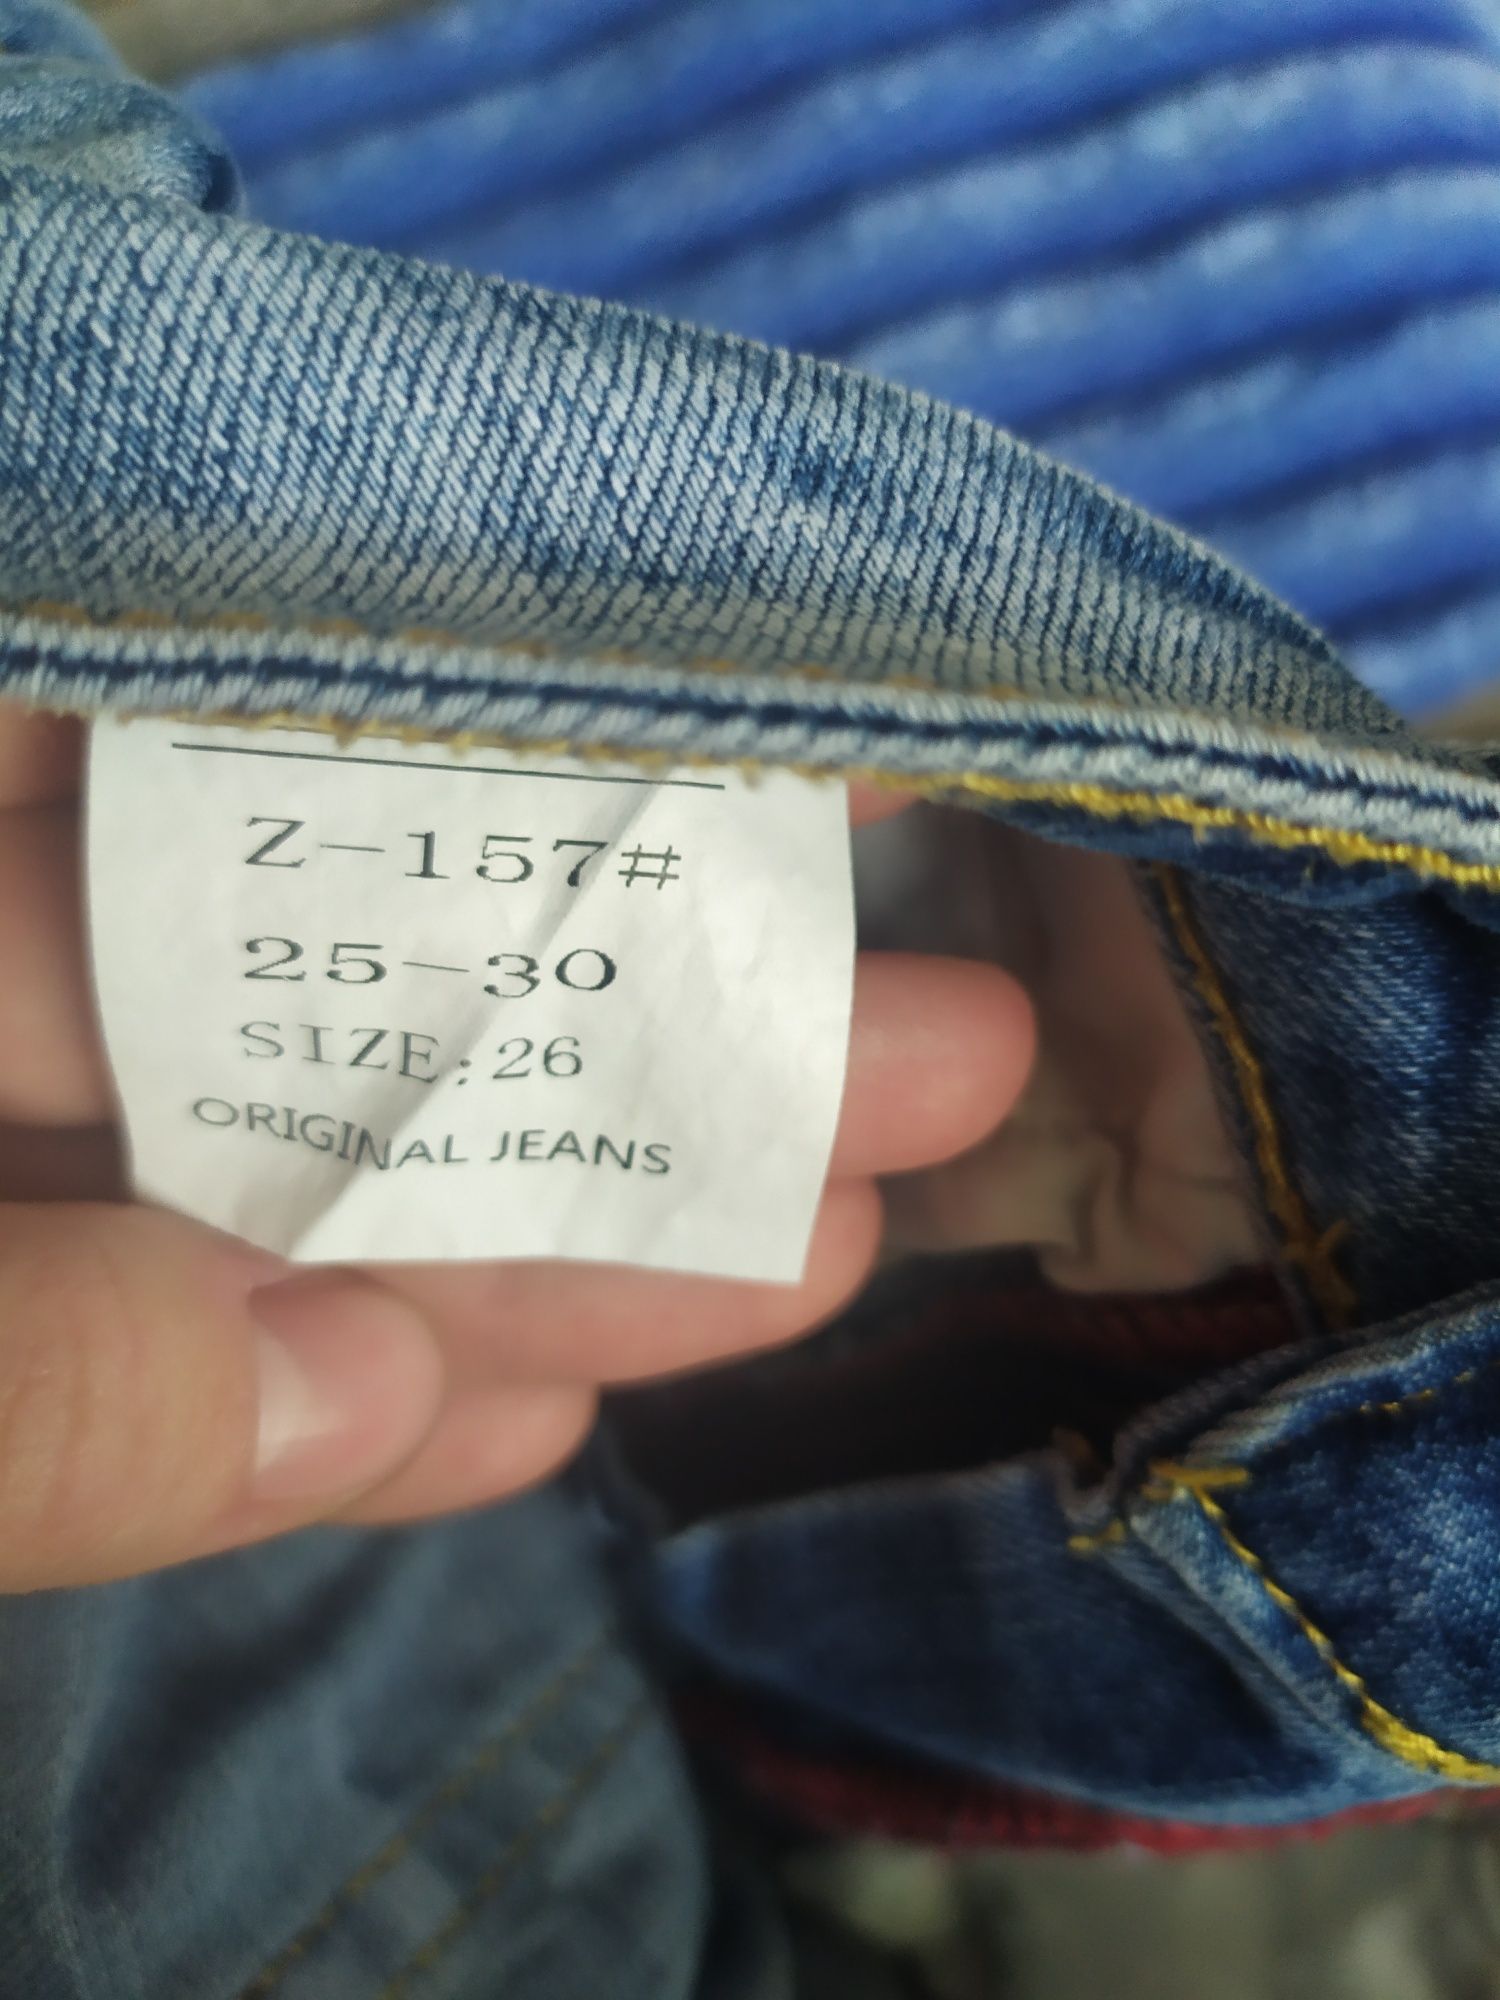 Z-157#
25-30
SIZE:26
ORIGINAL JEANS